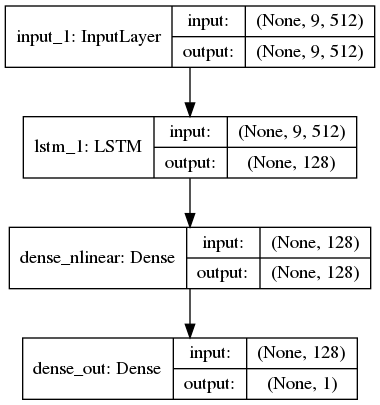 input_1: InputLayer
input: (None, 9, 512)
output: (None, 9, 512)
lstm_1: LSTM
input: (None, 9, 512)
output: (None, 128)
dense_nlinear: Dense
input: (None, 128)
output: (None, 128)
dense_out: Dense
input: (None, 128)
output: (None, 1)